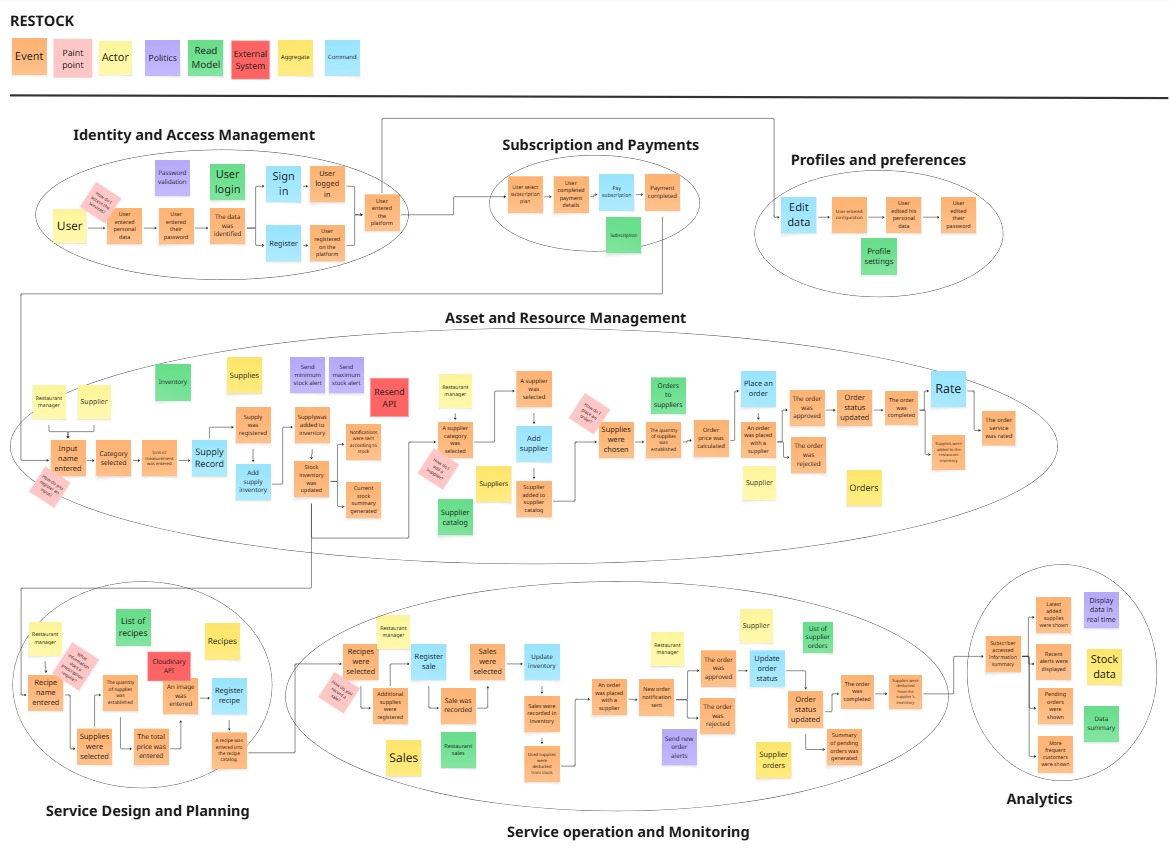 RESTOCK
Event
Paint
point
Actor
Politics
Read
Model
External
System
Aggregate
Command
Identity and Access Management
Password
validation
User
login
Sign
in
User
logged
in
How do I
access the
services?
User
User
entered
personal
data
User
entered
their
password
The data
was
identified
Register
User
registered
on the
platform
User
entered
the
platform
Subscription and Payments
User select
subscription
plan
User
completed
payment
details
Pay
subscription
Payment
completed
Subscription
Profiles and preferences
Edit
data
User entered
configuration
User
edited his
personal
data
User
edited
their
password
Profile
settings
Asset and Resource Management
Restaurant
manager
Supplier
Inventory
Supplies
Send
minimum
stock alert
Send
maximum
stock alert
Resend
API
Input
name
entered
Category
selected
Unit of
measurement
was entered
Supply
Record
Supply
was
registered
Add
supply
inventory
Supplywas
added to
inventory
Stock
inventory
was
updated
Notifications
were sent
according to
stock
Current
stock
summary
generated
How do you
register an
input?
Restaurant
manager
A supplier
category
was
selected
How do I
add a
supplier?
Supplier
catalog
Suppliers
A supplier
was
selected
Add
supplier
Supplier
added to
supplier
catalog
How do I
place an
order?
Supplies
were
chosen
Orders
to
suppliers
The quantity
of supplies
was
established
Order
price was
calculated
Place an
order
An order
was placed
with a
supplier
Supplier
The order
was
approved
The order
was
rejected
Order
status
updated
The order
was
completed
Orders
Rate
Supplies were
added to the
restaurant
inventory
The order
service
was rated
Restaurant
manager
List of
recipes
Recipes
Cloudinary
API
Recipe
name
entered
Supplies
were
selected
The quantity
of supplies
was
established
The total
price was
entered
An image
was
entered
Register
recipe
A recipe was
entered into
the recipe
catalog.
Service Design and Planning
Restaurant
manager
Recipes
were
selected
How do you
record a
sale?
Additional
supplies
were
registered
Register
sale
Sale was
recorded
Sales
were
selected
Update
inventory
Sales were
recorded in
inventory
Used supplies
were
deducted
from stock
Sales
Restaurant
sales
An order
was placed
with a
supplier
New order
notification
sent
Restaurant
manager
The order
was
approved
The order
was
rejected
Send new
order
alerts
Supplier
Update
order
status
List of
supplier
orders
Order
status
updated
Supplier
orders
The order
was
completed
Summary
of pending
orders was
generated
Supplies were
deducted
from the
supplier's
inventory
Service operation and Monitoring
Subscriber
accessed
information
summary
Latest
added
supplies
were shown
Recent
alerts were
displayed
Pending
orders
were
shown
More
frequent
customers
were shown
Display
data in
real time
Stock
data
Data
summary
Analytics